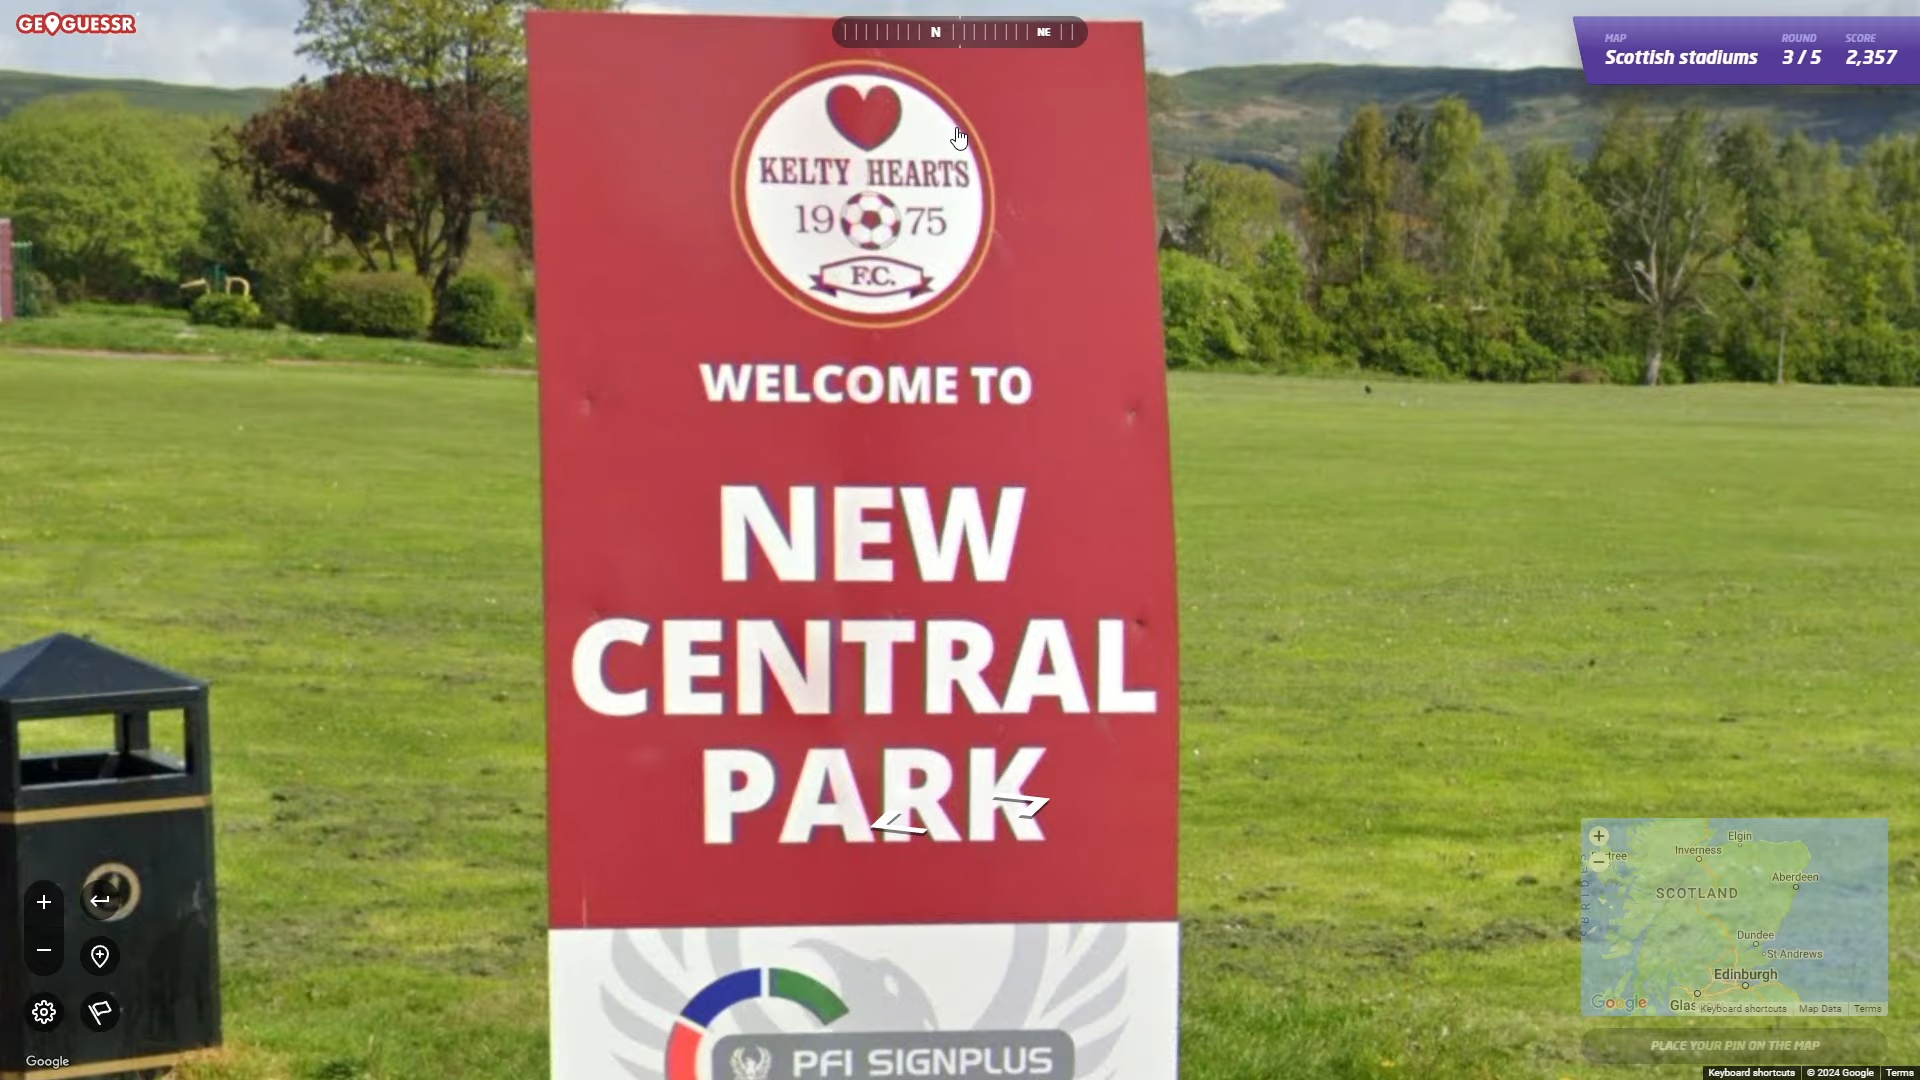 GEOGUESSR
N
NE
MAP
Scottish stadiums
ROUND
3 / 5
SCORE
2,357
KELTY HEARTS
19 75
F.C.
WELCOME TO
NEW
CENTRAL
PARK
PFI SIGNPLUS
Elgin
Inverness
Aberdeen
SCOTLAND
Dundee
St Andrews
Edinburgh
Google
Keyboard shortcuts
Map Data
Terms
PLACE YOUR PIN ON THE MAP
Google
Keyboard shortcuts
© 2024 Google
Terms